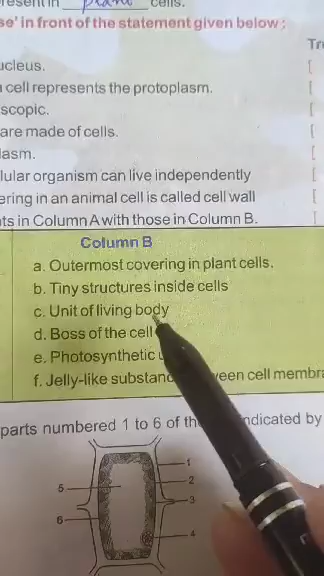 resent in plant cells.
se' in front of the statement given below :
Tr
ucleus. [
cell represents the protoplasm. [
scopic. [
are made of cells. [
lasm. [
lular organism can live independently [
ering in an animal cell is called cell wall [
ts in Column A with those in Column B. [
Column B
a. Outermost covering in plant cells.
b. Tiny structures inside cells
c. Unit of living body
d. Boss of the cell
e. Photosynthetic
f. Jelly-like substanc ween cell membra
parts numbered 1 to 6 of th ndicated by
1
5 2
3
6
4